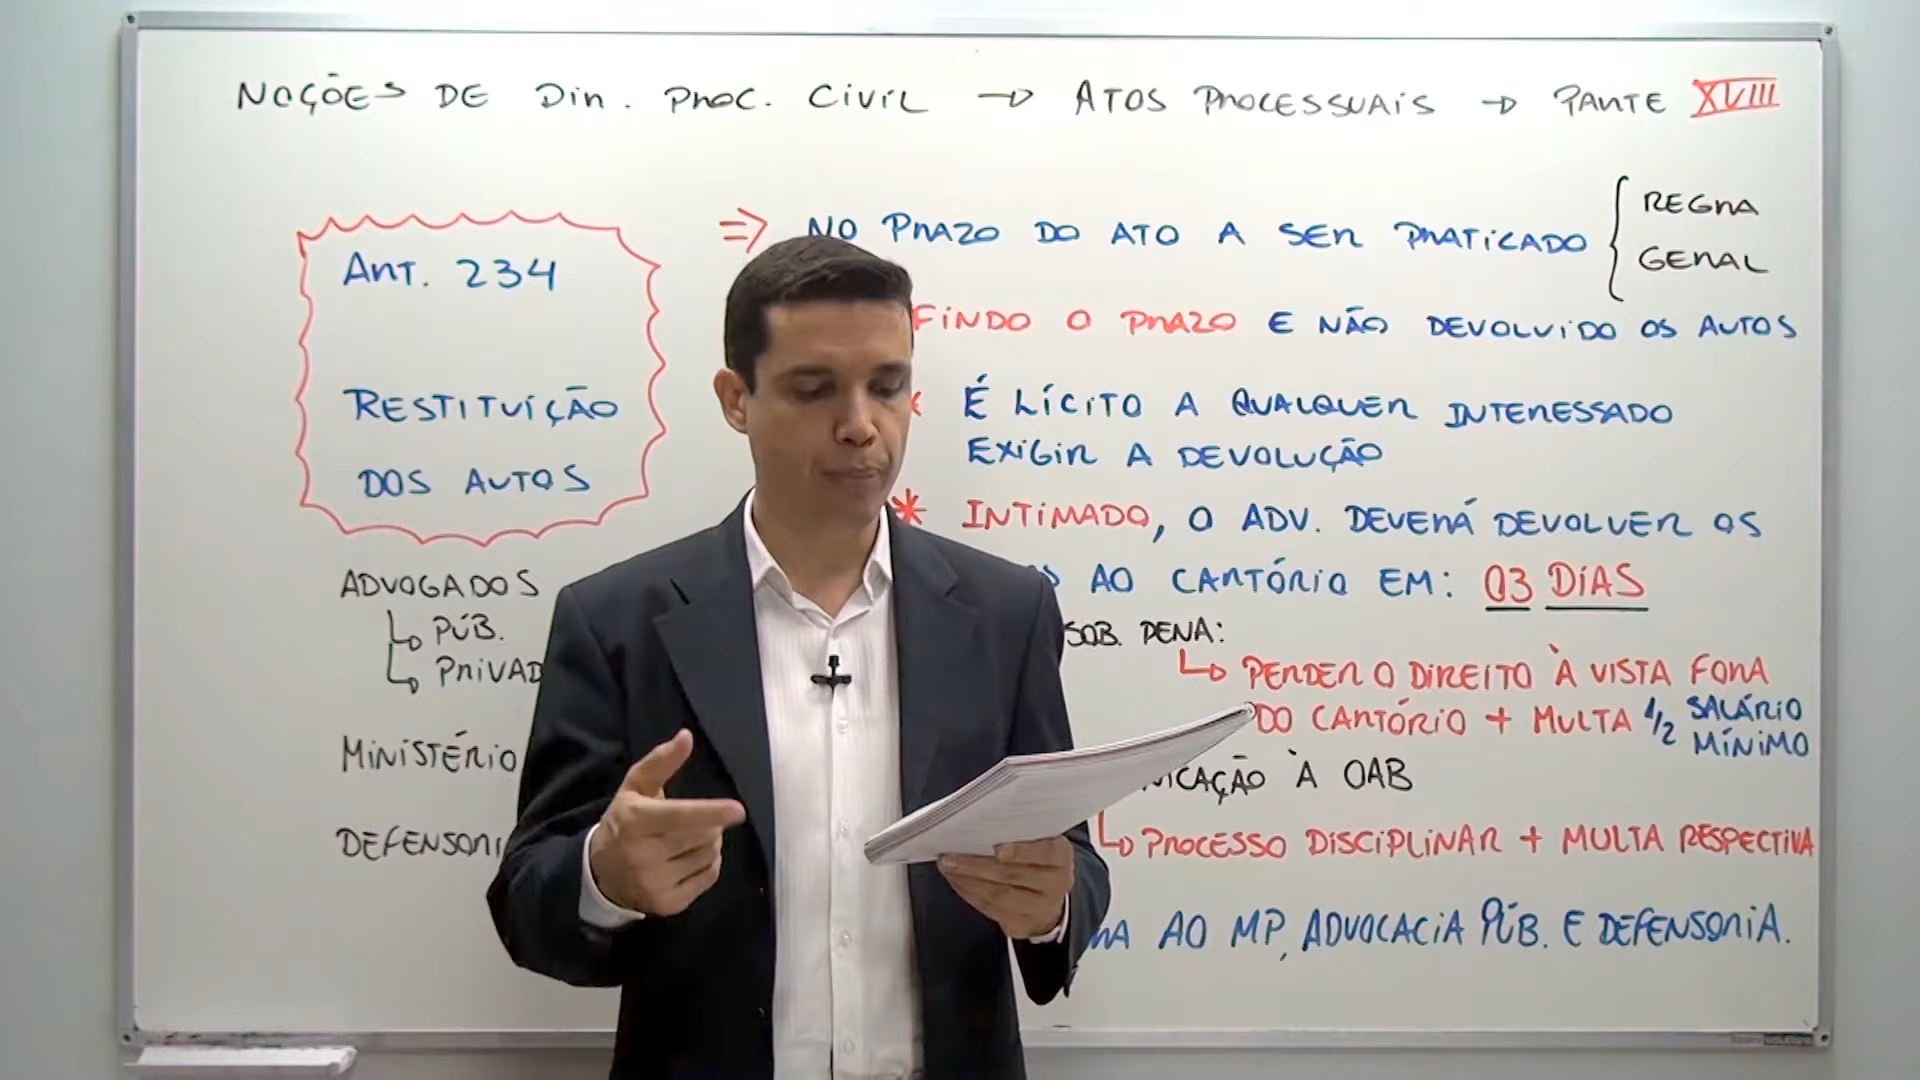 NOÇÕES DE DIR. PROC. CIVIL → ATOS PROCESSUAIS → PARTE XVIII
ART. 234
RESTITUIÇÃO
DOS AUTOS
ADVOGADOS
PÚB.
PRIVAD
MINISTÉRIO
DEFENSORI
⇒ NO PRAZO DO ATO A SER PRATICADO { REGRA
GERAL
FINDO O PRAZO E NÃO DEVOLVIDO OS AUTOS
É LÍCITO A QUALQUER INTERESSADO
EXIGIR A DEVOLUÇÃO
* INTIMADO, O ADV. DEVERÁ DEVOLVER OS
AO CARTÓRIO EM: 03 DIAS
SOB PENA:
↳ PERDER O DIREITO À VISTA FORA
DO CARTÓRIO + MULTA 1/2 SALÁRIO
MÍNIMO
NICAÇÃO À OAB
↳ PROCESSO DISCIPLINAR + MULTA RESPECTIVA
AO MP, ADVOCACIA PÚB. E DEFENSORIA.